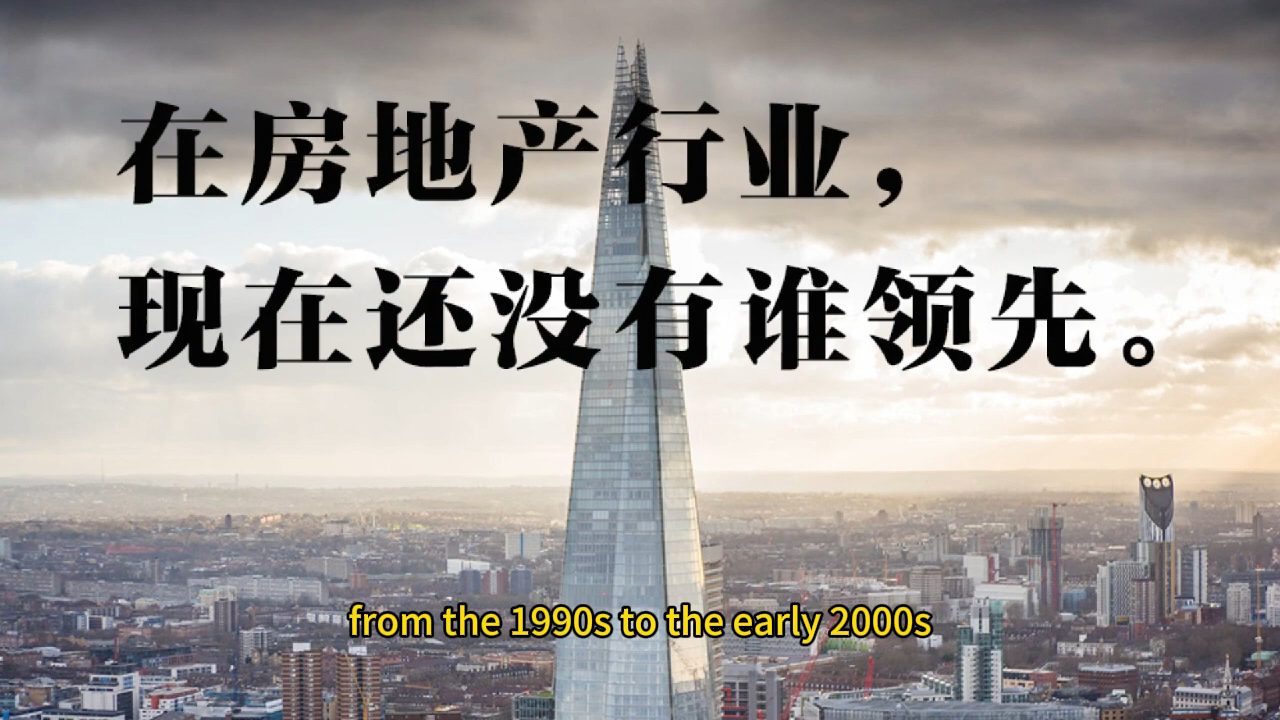 在房地产行业，
现在还没有谁领先。
from the 1990s to the early 2000s